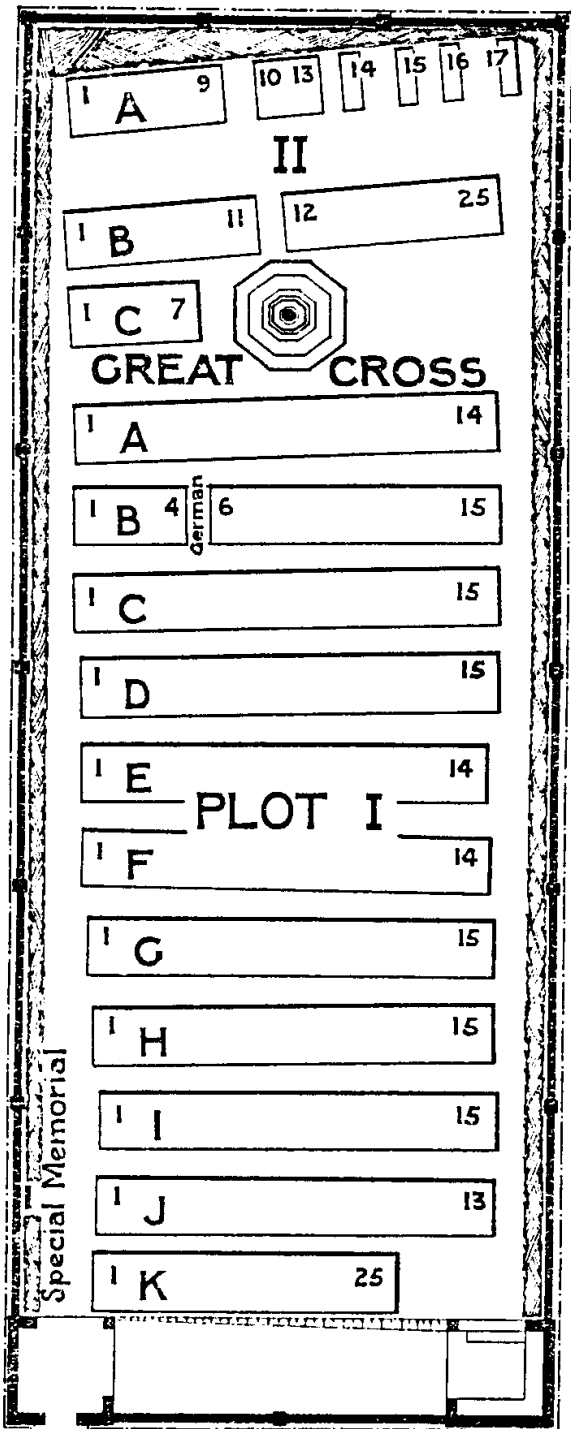 1 A 9 10 13 14 15 16 17
II
1 B 11 12 25
1 C 7
GREAT CROSS
1 A 14
1 B 4 German 6 15
1 C 15
1 D 15
1 E 14
PLOT I
1 F 14
1 G 15
1 H 15
1 I 15
1 J 13
1 K 25
Special Memorial